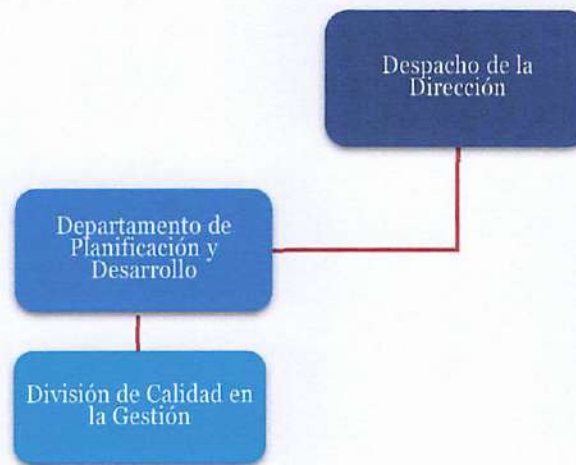 Despacho de la
Dirección
Departamento de
Planificación y
Desarrollo
División de Calidad en
la Gestión